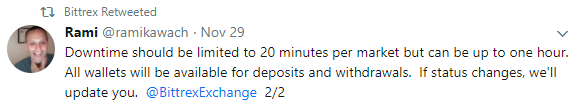 Bittrex Retweeted
Rami @ramikawach · Nov 29
Downtime should be limited to 20 minutes per market but can be up to one hour.
All wallets will be available for deposits and withdrawals.  If status changes, we'll
update you.  @BittrexExchange  2/2